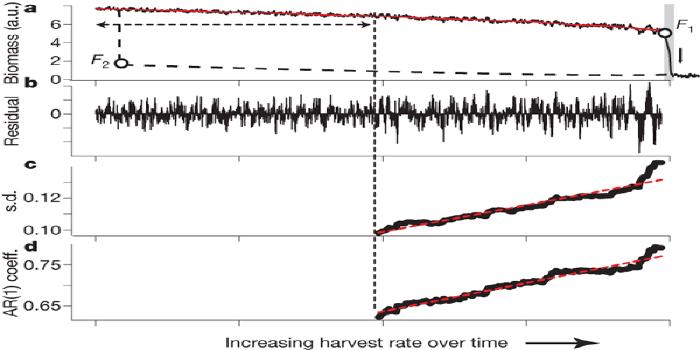 a
Biomass (a.u.)
6
4
2
0
F₁
F₂
b
Residual
0
c
s.d.
0.12
0.10
d
AR(1) coeff.
0.75
0.65
Increasing harvest rate over time